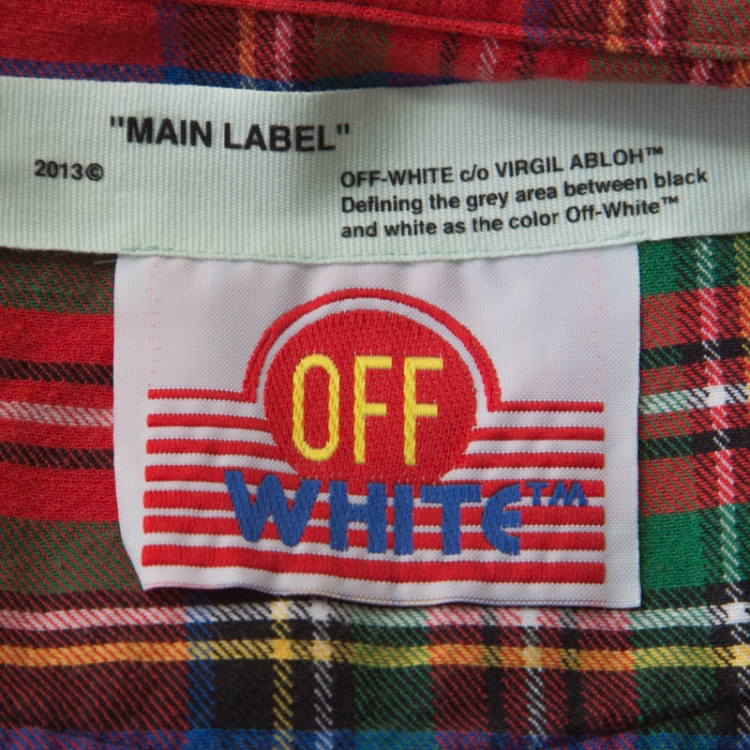 "MAIN LABEL"
2013©
OFF-WHITE c/o VIRGIL ABLOH™
Defining the grey area between black
and white as the color Off-White™
OFF
WHITE™